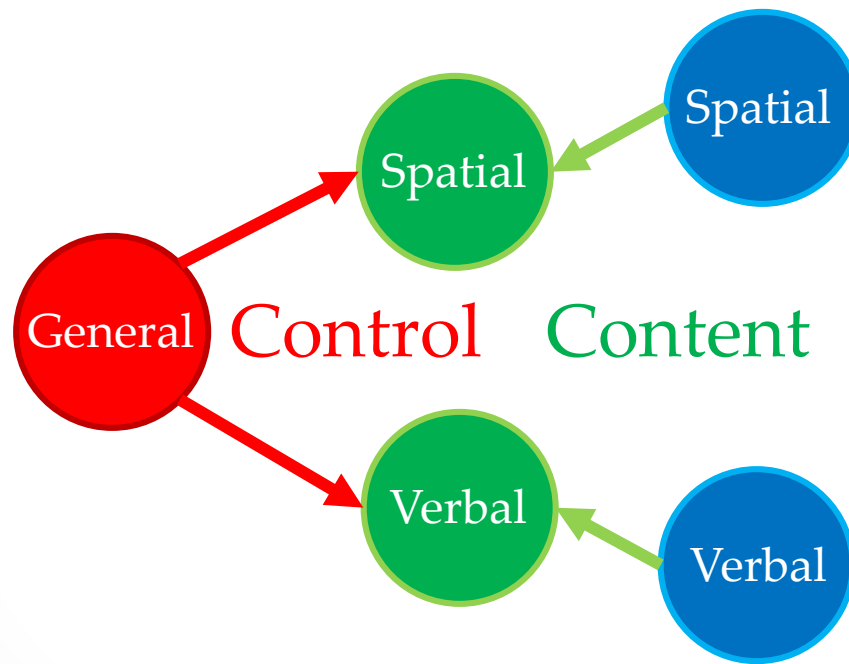 Spatial
Spatial
General
Control
Content
Verbal
Verbal